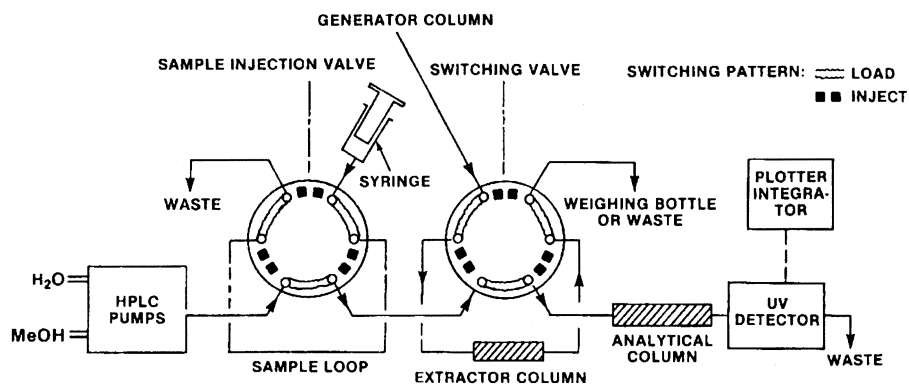 GENERATOR COLUMN
SAMPLE INJECTION VALVE
SWITCHING VALVE
SWITCHING PATTERN:
LOAD
INJECT
SYRINGE
WASTE
WEIGHING BOTTLE
OR WASTE
PLOTTER
INTEGRA-
TOR
H₂O
MeOH
HPLC
PUMPS
SAMPLE LOOP
EXTRACTOR COLUMN
ANALYTICAL
COLUMN
UV
DETECTOR
WASTE